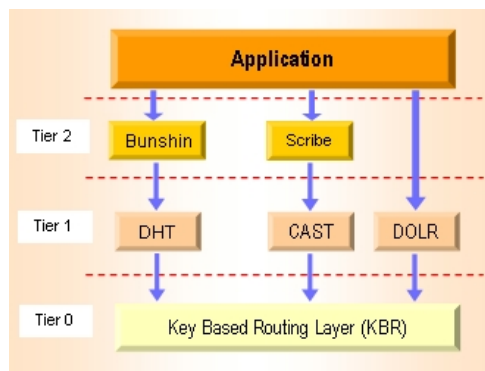 Application
Tier 2
Bunshin
Scribe
Tier 1
DHT
CAST
DOLR
Tier 0
Key Based Routing Layer (KBR)